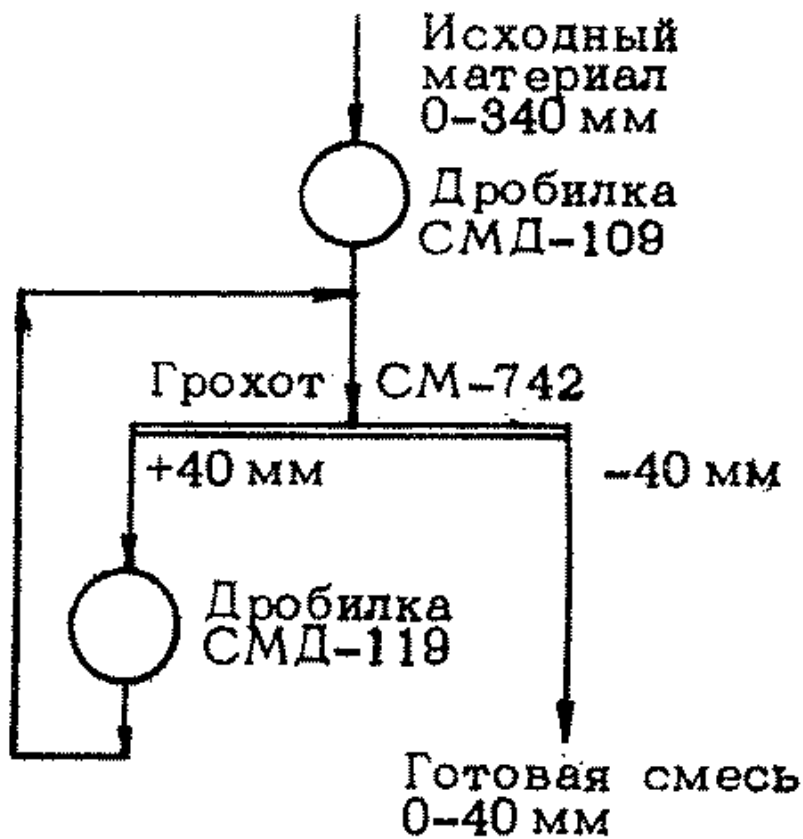 Исходный
материал
0-340 мм
Дробилка
СМД-109
Грохот СМ-742
+40 мм
-40 мм
Дробилка
СМД-119
Готовая смесь
0-40 мм